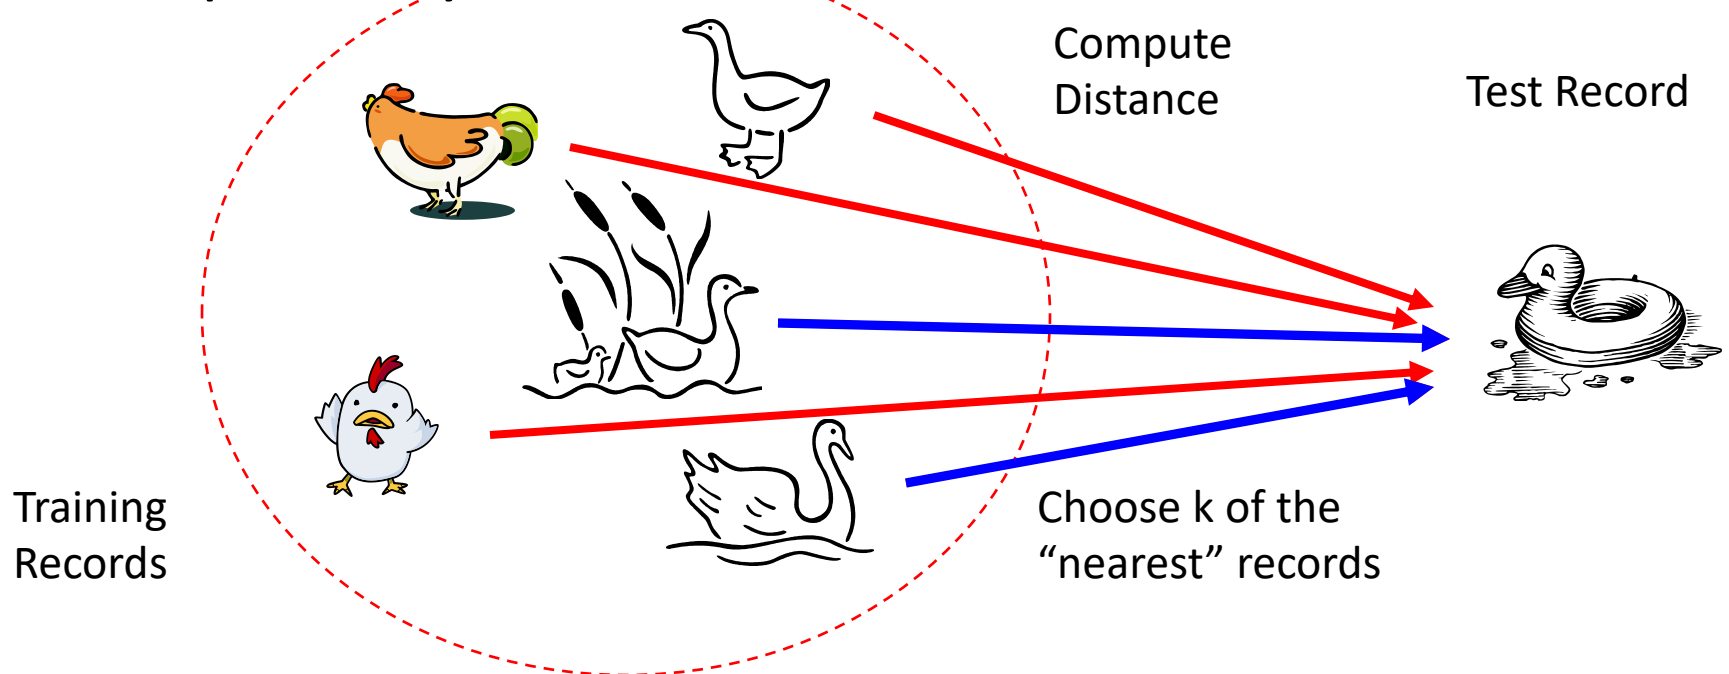 Compute
Distance
Test Record
Training
Records
Choose k of the
“nearest” records